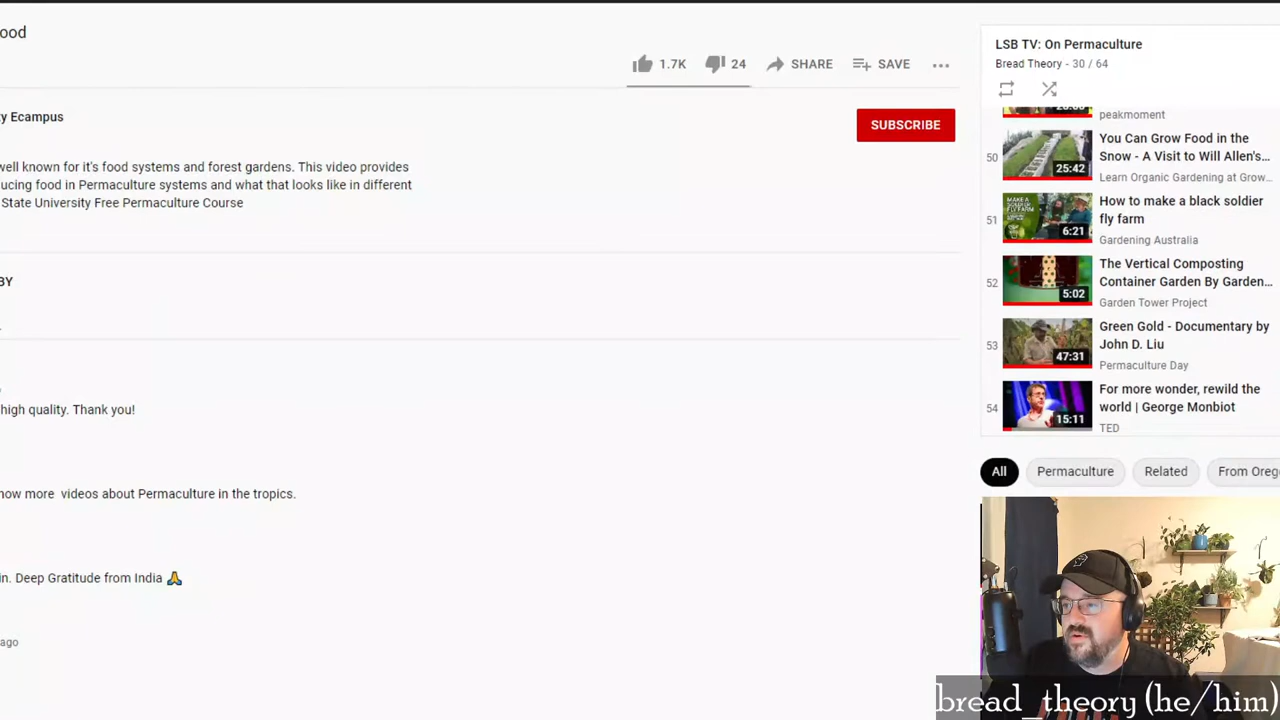 ood
1.7K
24
SHARE
SAVE
y Ecampus
SUBSCRIBE
well known for it's food systems and forest gardens. This video provides
ucing food in Permaculture systems and what that looks like in different
State University Free Permaculture Course
BY
high quality. Thank you!
how more videos about Permaculture in the tropics.
in. Deep Gratitude from India 🙏
ago
LSB TV: On Permaculture
Bread Theory - 30 / 64
peakmoment
50
25:42
You Can Grow Food in the
Snow - A Visit to Will Allen's...
Learn Organic Gardening at Grow...
51
MAKE A
SOLDIER
FLY FARM
6:21
How to make a black soldier
fly farm
Gardening Australia
52
5:02
The Vertical Composting
Container Garden By Garden...
Garden Tower Project
53
47:31
Green Gold - Documentary by
John D. Liu
Permaculture Day
54
15:11
For more wonder, rewild the
world | George Monbiot
TED
All
Permaculture
Related
From Oreg
bread_theory (he/him)